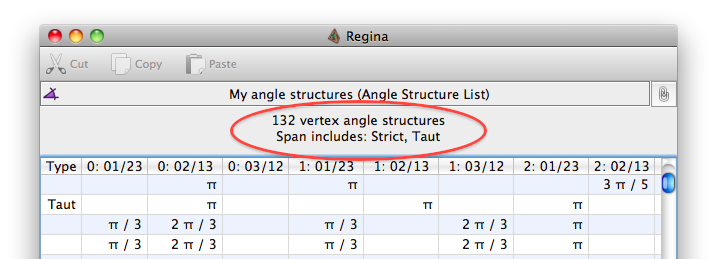 Regina
Cut Copy Paste
My angle structures (Angle Structure List)
132 vertex angle structures
Span includes: Strict, Taut
Type 0: 01/23 0: 02/13 0: 03/12 1: 01/23 1: 02/13 1: 03/12 2: 01/23 2: 02/13
π π 3 π / 5
Taut π π π
π / 3 2 π / 3 π / 3 2 π / 3 π
π / 3 2 π / 3 π / 3 2 π / 3 π